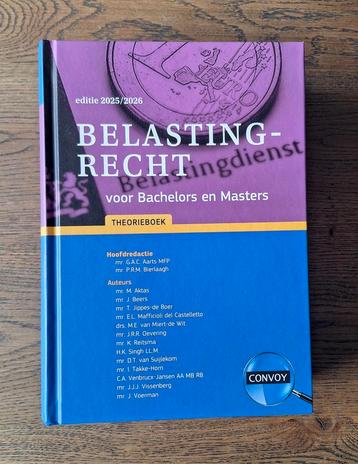 editie 2025/2026
BELASTING-
RECHT
Belastingdienst
voor Bachelors en Masters
THEORIEBOEK
Hoofdredactie
mr. G.A.C. Aarts MFP
mr. P.R.M. Bierlaagh
Auteurs
mr. M. Aktas
mr. J. Beers
mr. T. Jippes-de Boer
mr. E.L. Mafficioli del Castelletto
drs. M.E. van Miert-de Wit
mr. J.R.R. Oevering
mr. K. Reitsma
H.K. Singh LL.M.
mr. D.T. van Suijlekom
mr. I. Takke-Horn
C.A. Venbrucx-Jansen AA MB RB
mr. J.J.J. Vissenberg
mr. J. Voerman
CONVOY